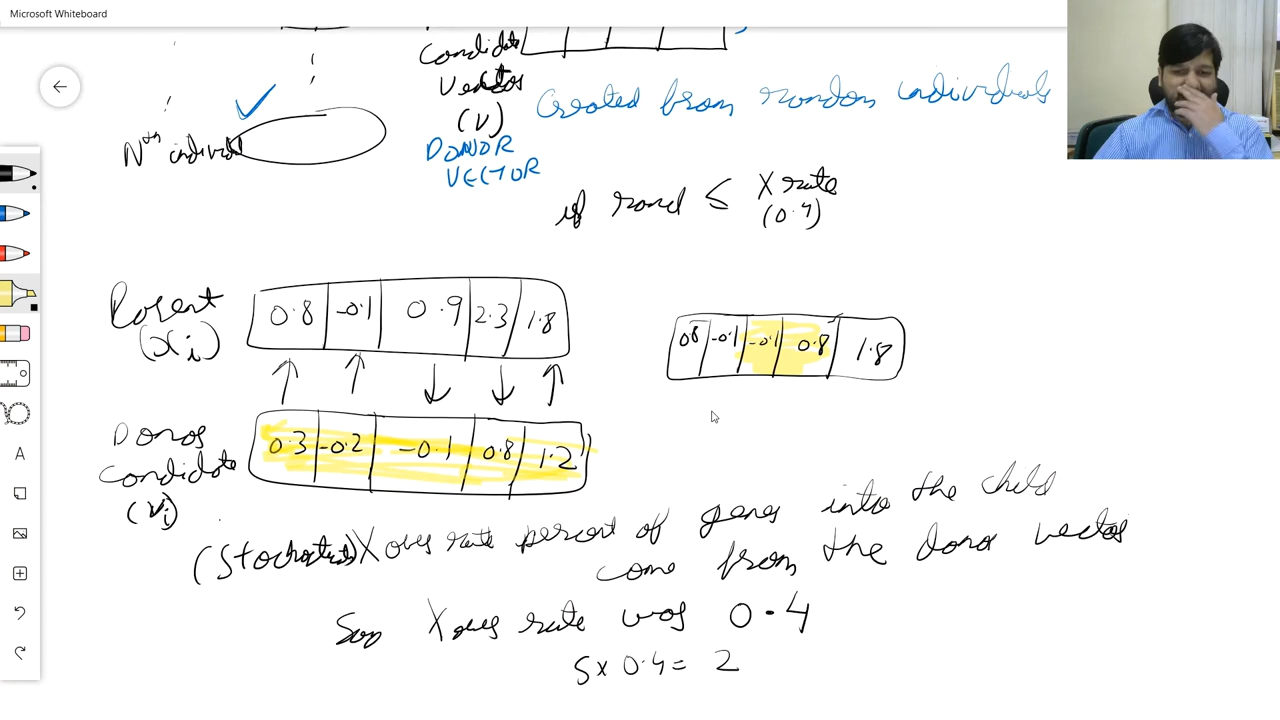 Microsoft Whiteboard
Candidate
Vector
(V)
DONOR
VECTOR
Created from random individuals
Nth individual
if rand ≤ X rate
(0.4)
Parent
(xi)
0.8 -0.1 0.9 2.3 1.8
0.8 -0.1 -0.1 0.8 1.8
Donor
Candidate
(vi)
0.3 -0.2 -0.1 0.8 1.2
(Stochastic) X over rate percent of genes into the child
come from the donor vector
Say X over rate was 0.4
5x0.4= 2
A